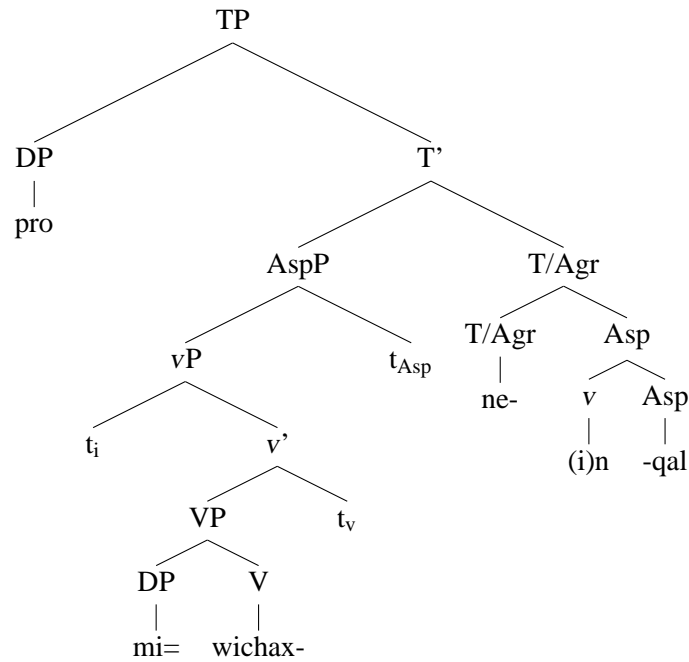 TP
DP T’
pro
AspP T/Agr
T/Agr Asp
vP t_Asp
ne- v Asp
t_i v’ (i)n -qal
VP t_v
DP V
mi= wichax-